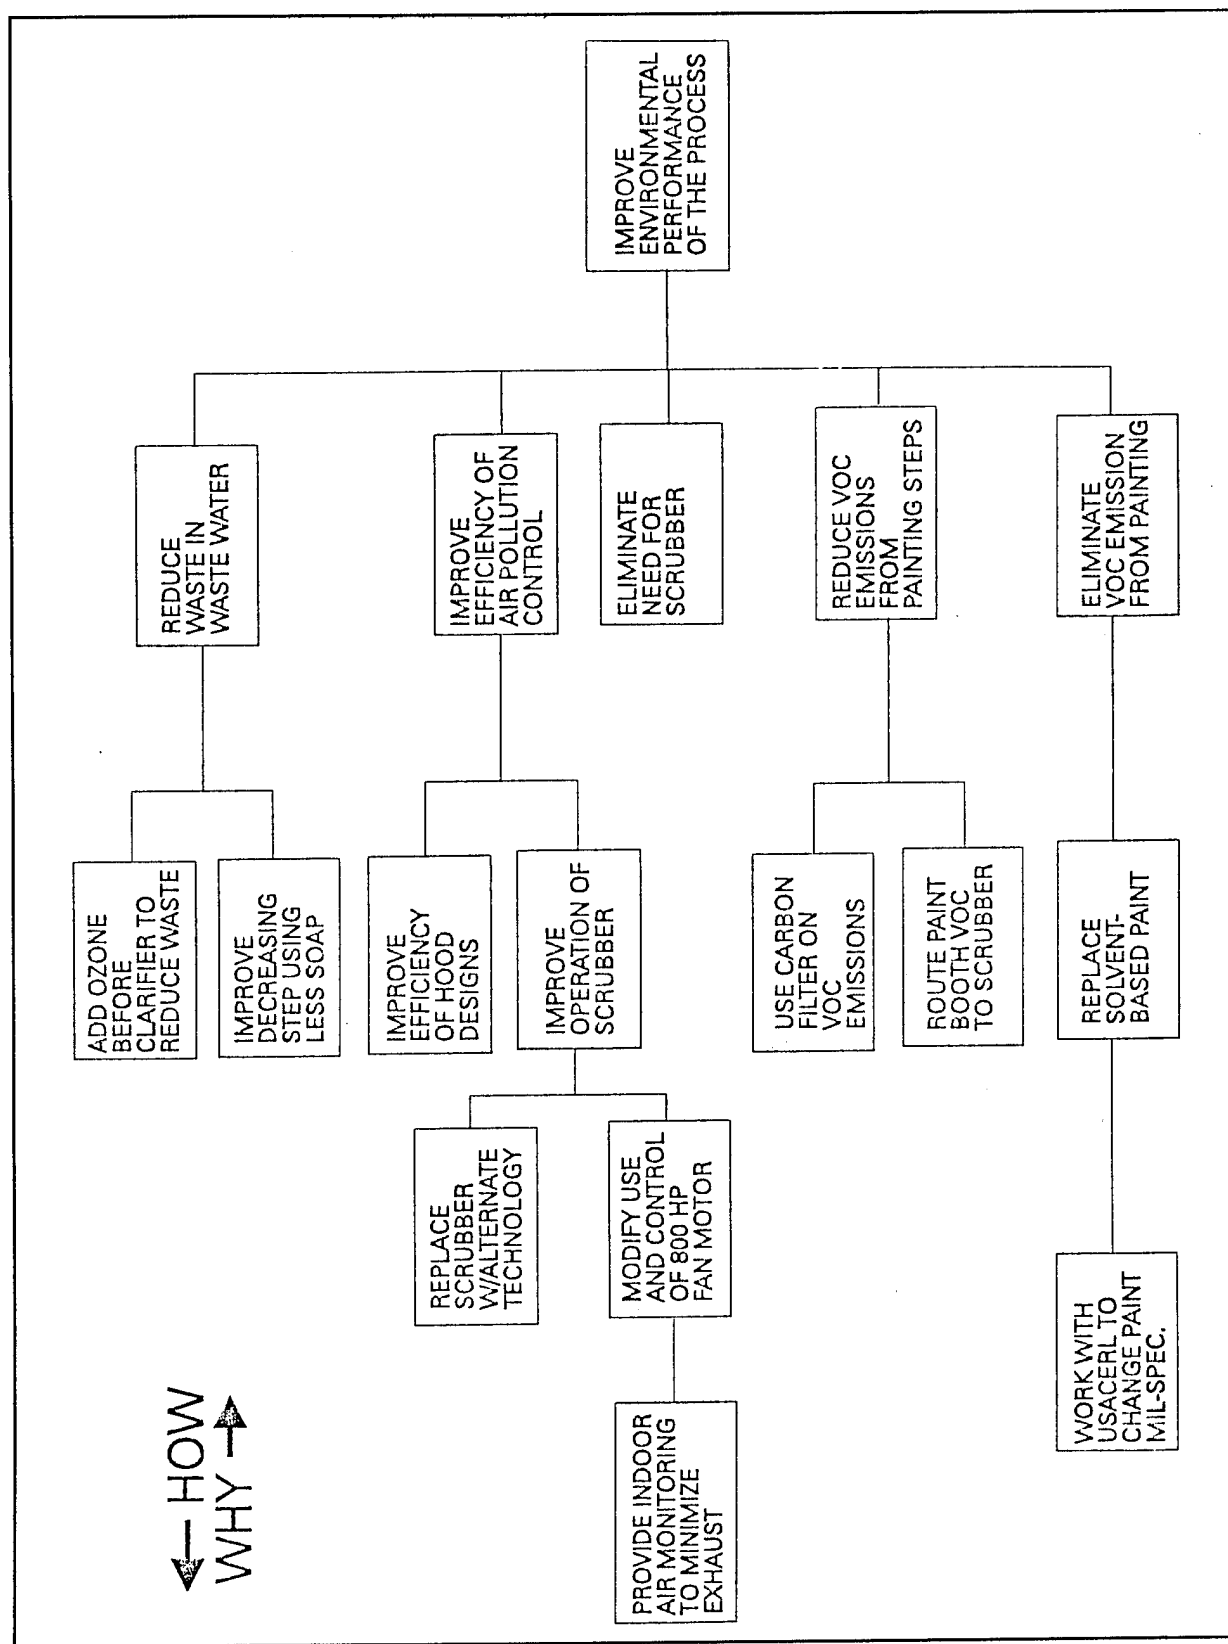 ← HOW
WHY →
IMPROVE
ENVIRONMENTAL
PERFORMANCE
OF THE PROCESS
REDUCE
WASTE IN
WASTE WATER
IMPROVE
EFFICIENCY OF
AIR POLLUTION
CONTROL
ELIMINATE
NEED FOR
SCRUBBER
REDUCE VOC
EMISSIONS
FROM
PAINTING STEPS
ELIMINATE
VOC EMISSION
FROM PAINTING
ADD OZONE
BEFORE
CLARIFIER TO
REDUCE WASTE
IMPROVE
DECREASING
STEP USING
LESS SOAP
IMPROVE
EFFICIENCY
OF HOOD
DESIGNS
IMPROVE
OPERATION OF
SCRUBBER
USE CARBON
FILTER ON
VOC
EMISSIONS
ROUTE PAINT
BOOTH VOC
TO SCRUBBER
REPLACE
SOLVENT-
BASED PAINT
REPLACE
SCRUBBER
W/ALTERNATE
TECHNOLOGY
MODIFY USE
AND CONTROL
OF 800 HP
FAN MOTOR
WORK WITH
USACERL TO
CHANGE PAINT
MIL-SPEC.
PROVIDE INDOOR
AIR MONITORING
TO MINIMIZE
EXHAUST